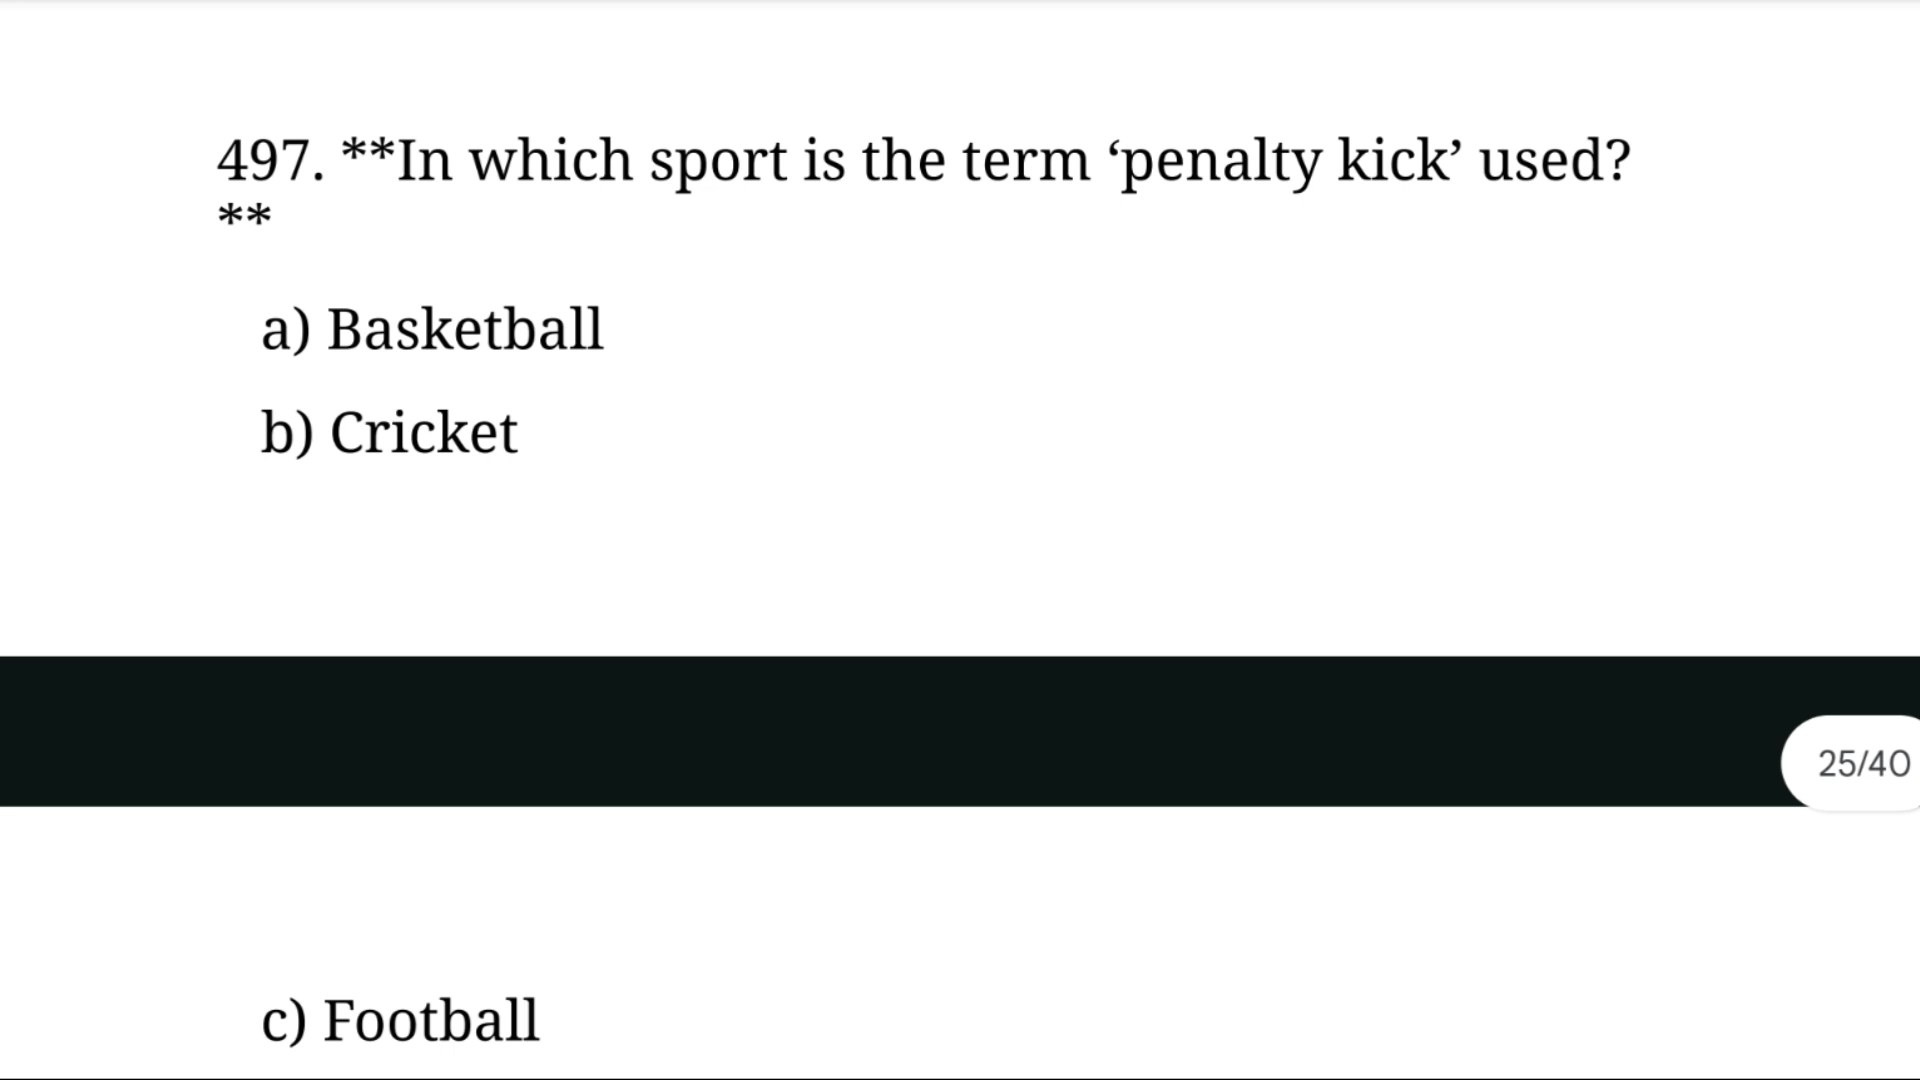 497. **In which sport is the term ‘penalty kick’ used?
**
a) Basketball
b) Cricket
25/40
c) Football